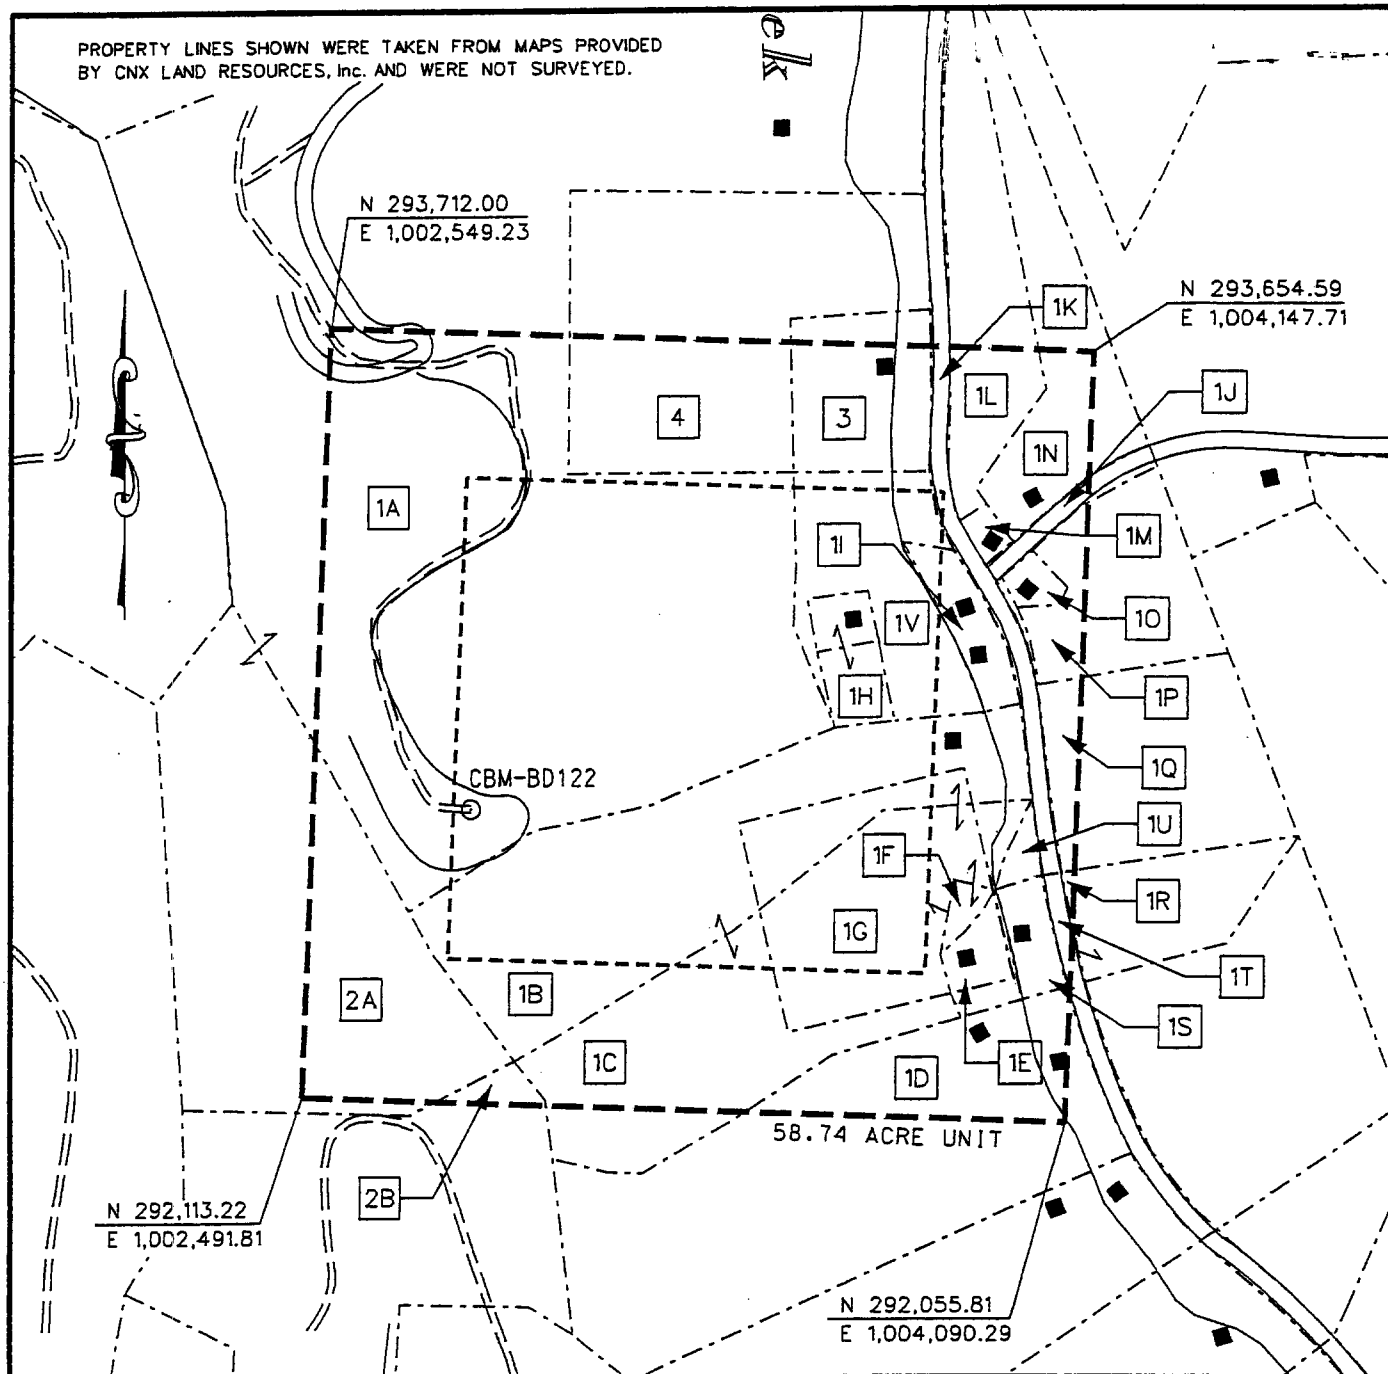 PROPERTY LINES SHOWN WERE TAKEN FROM MAPS PROVIDED
BY CNX LAND RESOURCES, Inc. AND WERE NOT SURVEYED.
ek
N 293,712.00
E 1,002,549.23
N 293,654.59
E 1,004,147.71
1K
1J
1L
4
3
1N
1A
1M
1I
1O
1V
1H
1P
1Q
CBM-BD122
1U
1F
1R
1G
1T
2A
1B
1S
1C
1D
1E
58.74 ACRE UNIT
2B
N 292,113.22
E 1,002,491.81
N 292,055.81
E 1,004,090.29